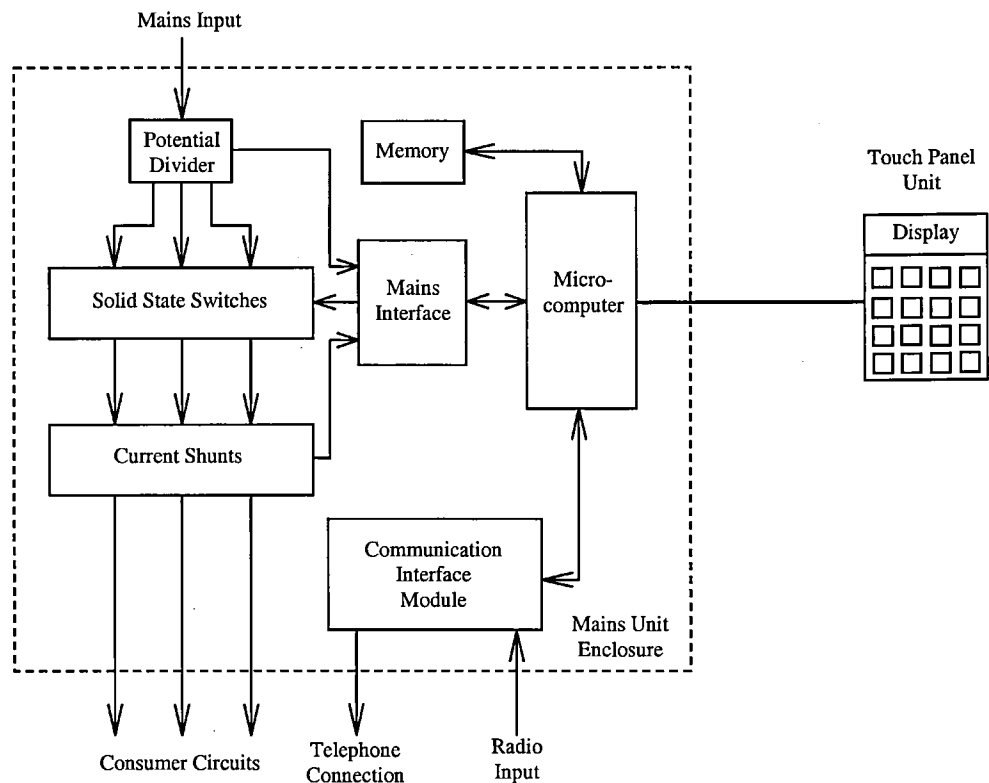 Mains Input
Potential
Divider
Memory
Touch Panel
Unit
Display
Solid State Switches
Mains
Interface
Micro-
computer
Current Shunts
Communication
Interface
Module
Mains Unit
Enclosure
Consumer Circuits
Telephone
Connection
Radio
Input